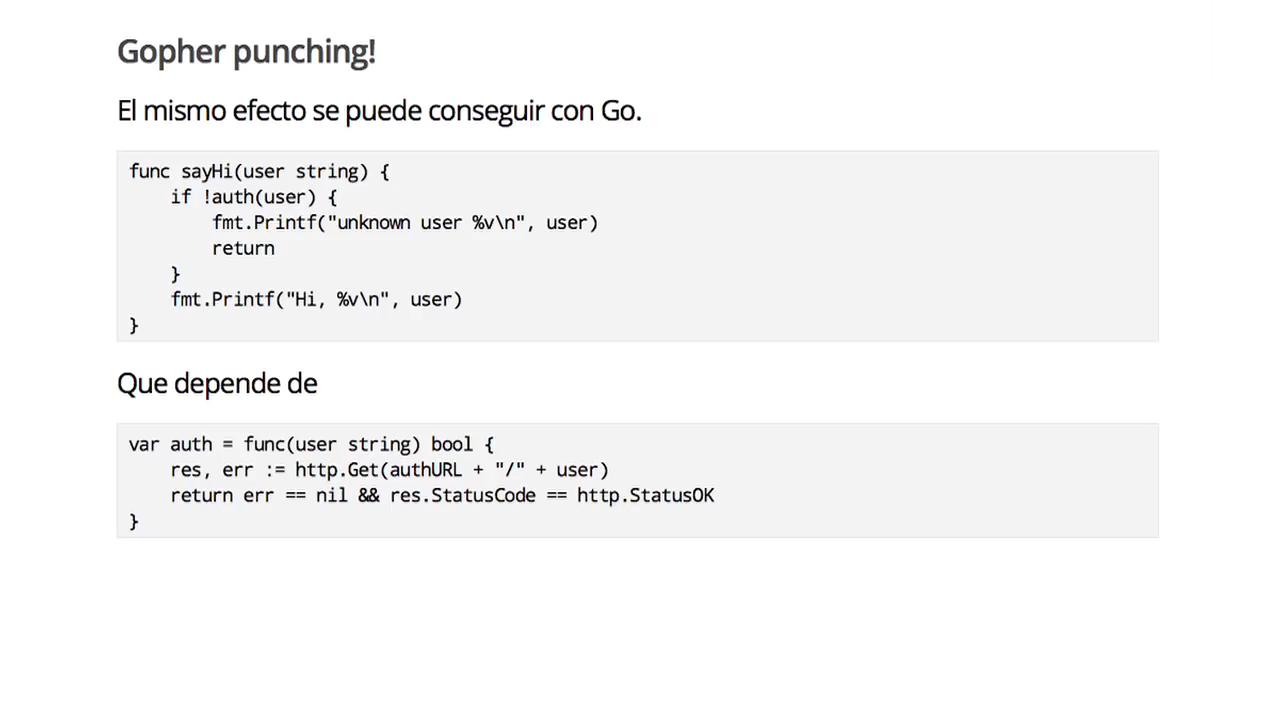 Gopher punching!
El mismo efecto se puede conseguir con Go.
func sayHi(user string) {
    if !auth(user) {
        fmt.Printf("unknown user %v\n", user)
        return
    }
    fmt.Printf("Hi, %v\n", user)
}
Que depende de
var auth = func(user string) bool {
    res, err := http.Get(authURL + "/" + user)
    return err == nil && res.StatusCode == http.StatusOK
}